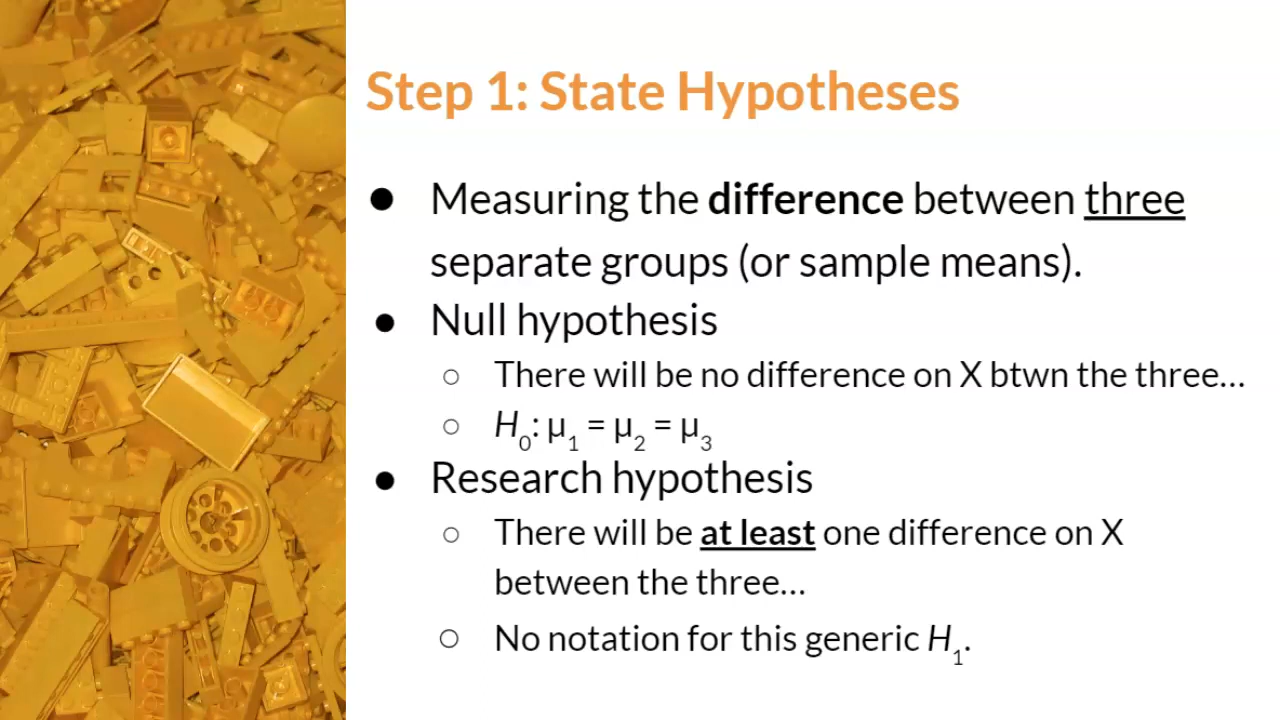 Step 1: State Hypotheses
● Measuring the difference between three
separate groups (or sample means).
● Null hypothesis
○ There will be no difference on X btwn the three...
○ H₀: μ₁ = μ₂ = μ₃
● Research hypothesis
○ There will be at least one difference on X
between the three...
○ No notation for this generic H₁.